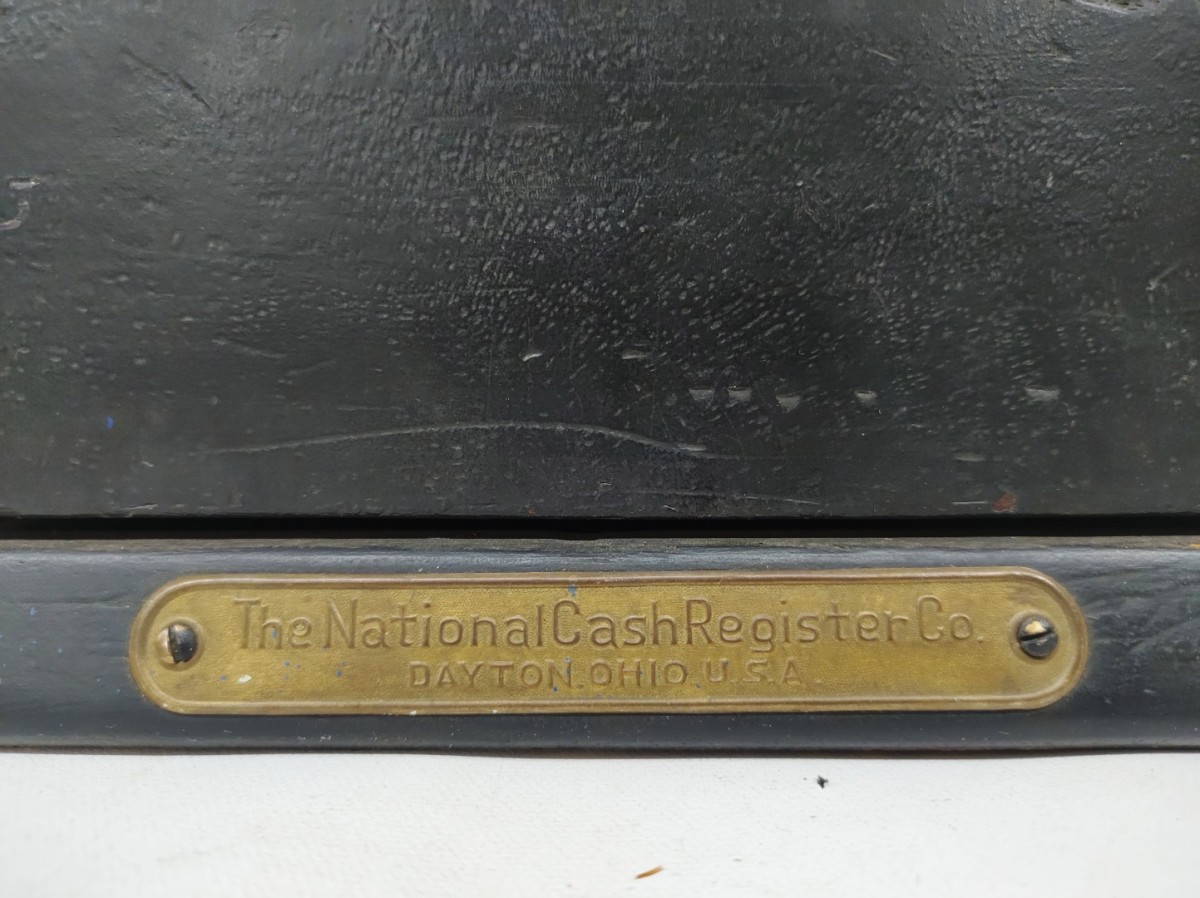 The National Cash Register Co.
DAYTON.OHIO.U.S.A.